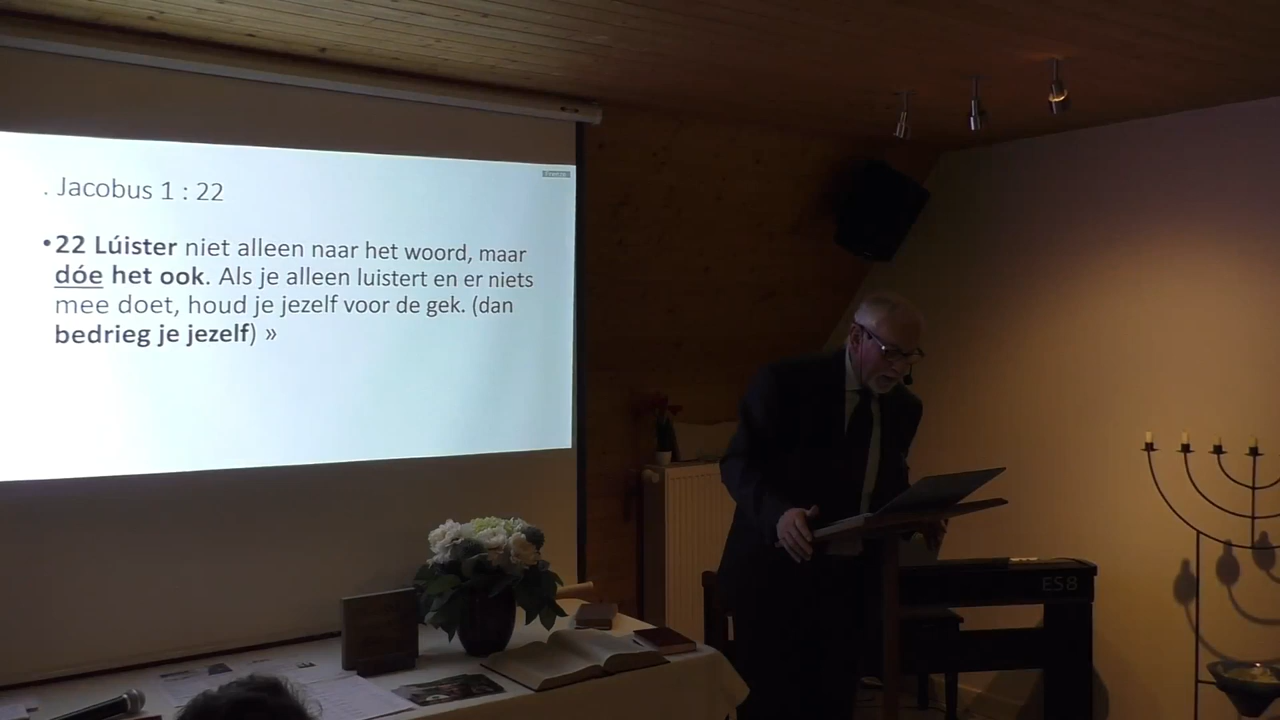 . Jacobus 1 : 22
•22 Lúister niet alleen naar het woord, maar
dóe het ook. Als je alleen luistert en er niets
mee doet, houd je jezelf voor de gek. (dan
bedrieg je jezelf) »
ES8